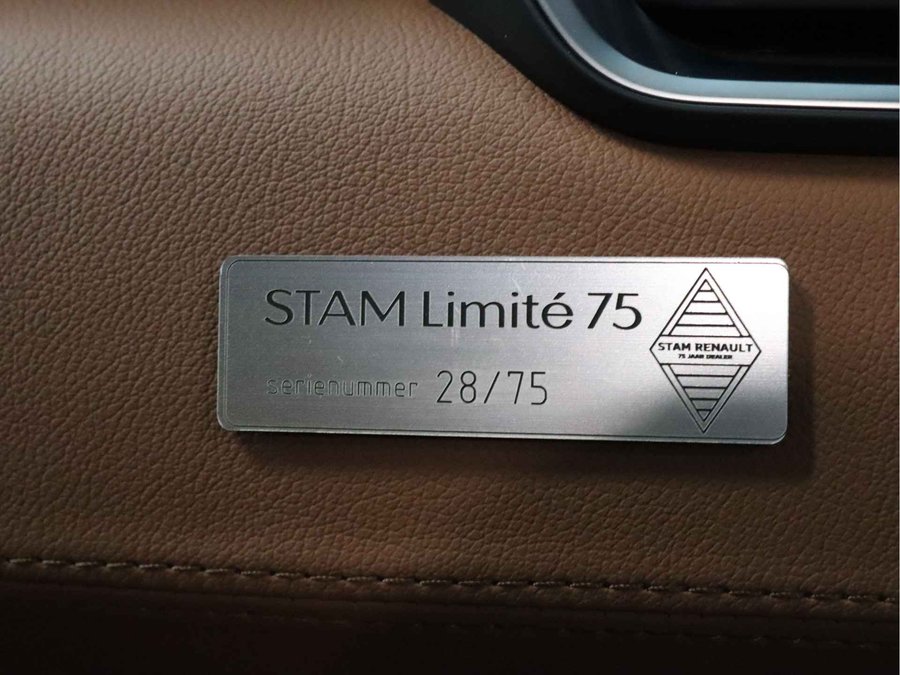 STAM Limité 75
serienummer 28/75
STAM RENAULT
75 JAAR DEALER